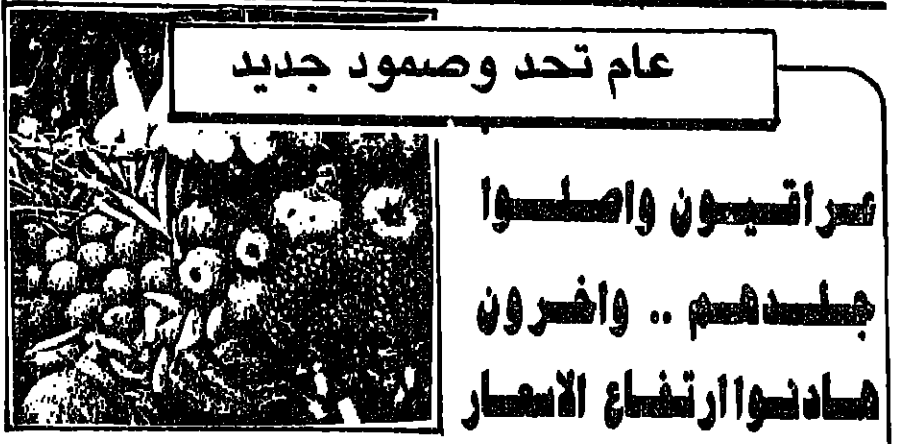 عام تحد وصمود جديد
عراقيون واصلوا
جلدهم .. واخرون
هادنوا ارتفاع الاسعار